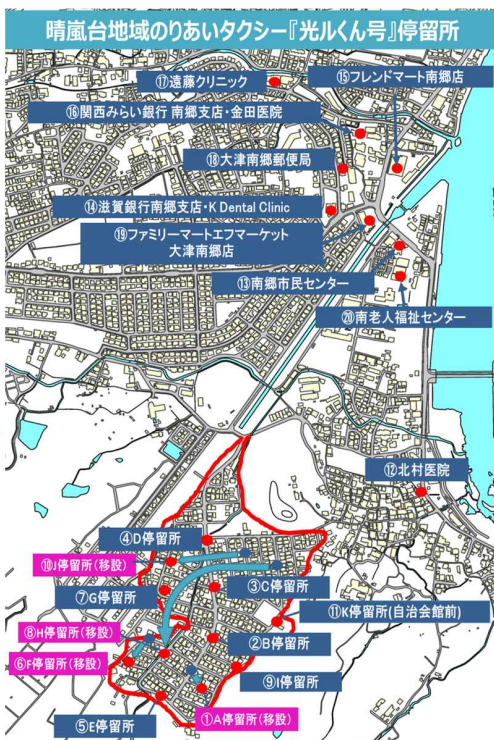 晴嵐台地域のりあいタクシー『光ルくん号』停留所
⑰遠藤クリニック
⑮フレンドマート南郷店
⑯関西みらい銀行 南郷支店・金田医院
⑱大津南郷郵便局
⑭滋賀銀行南郷支店・K Dental Clinic
⑲ファミリーマートエフマーケット
大津南郷店
⑬南郷市民センター
⑳南老人福祉センター
⑫北村医院
④D停留所
⑩J停留所(移設)
③C停留所
⑦G停留所
⑪K停留所(自治会館前)
⑧H停留所(移設)
②B停留所
⑥F停留所(移設)
⑨I停留所
①A停留所(移設)
⑤E停留所